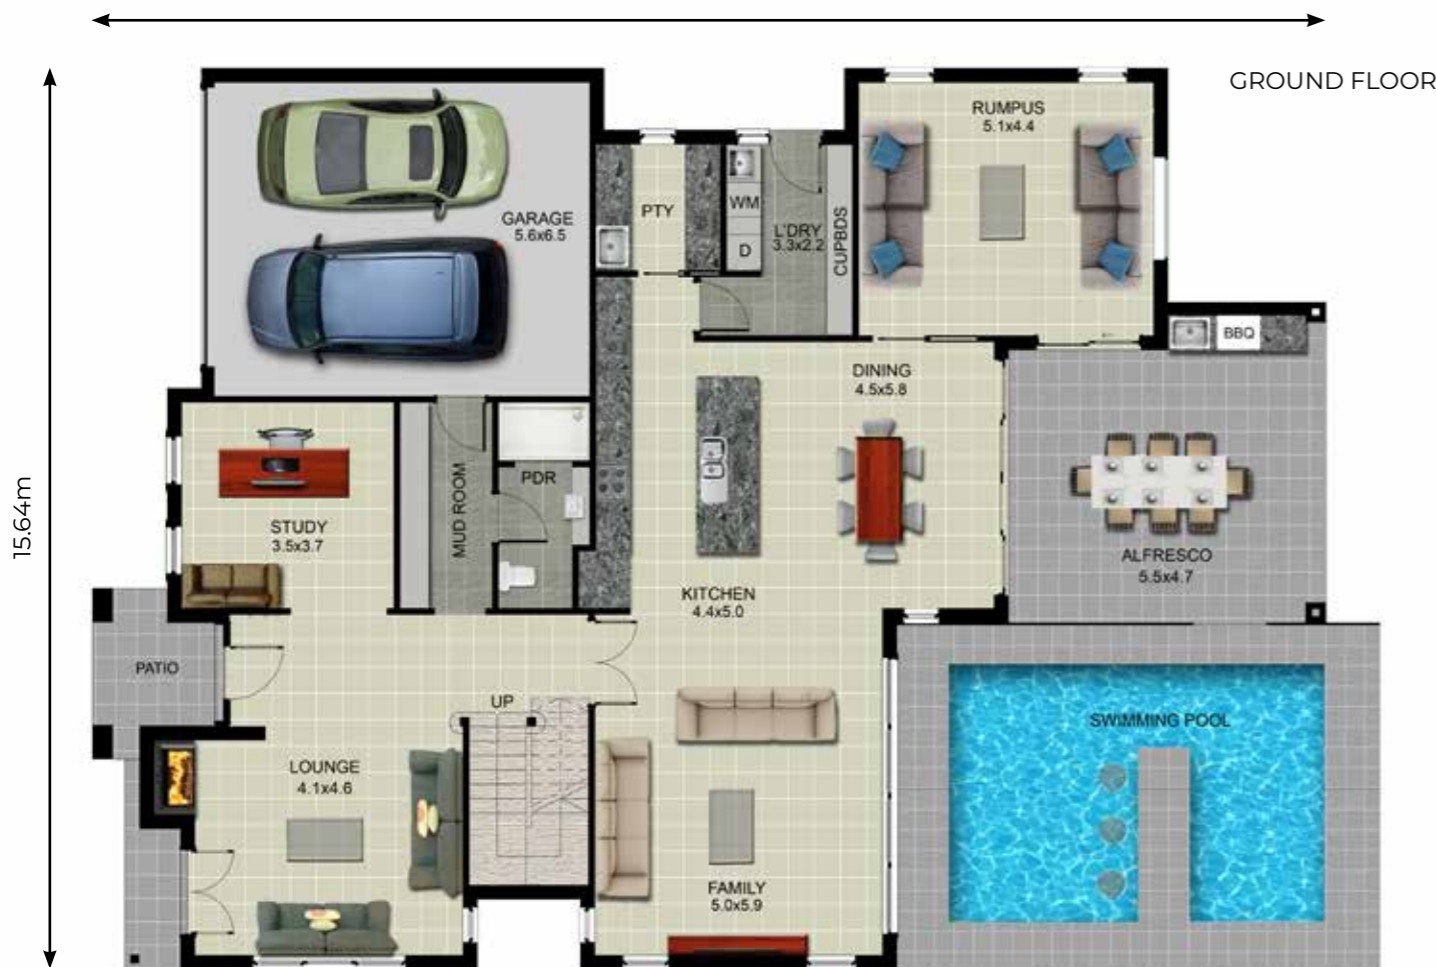 GROUND FLOOR
RUMPUS
5.1x4.4
GARAGE
5.6x6.5
PTY
WM
D
L'DRY
3.3x2.2
CUPBDS
BBQ
DINING
4.5x5.8
15.64m
STUDY
3.5x3.7
MUD ROOM
PDR
ALFRESCO
5.5x4.7
KITCHEN
4.4x5.0
PATIO
UP
SWIMMING POOL
LOUNGE
4.1x4.6
FAMILY
5.0x5.9